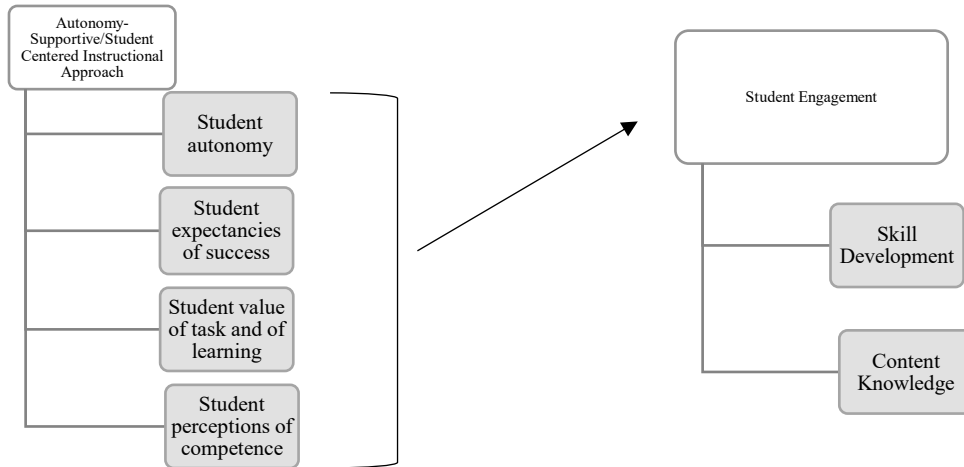 Autonomy-
Supportive/Student
Centered Instructional
Approach
Student
autonomy
Student
expectancies
of success
Student value
of task and of
learning
Student
perceptions of
competence
Student Engagement
Skill
Development
Content
Knowledge